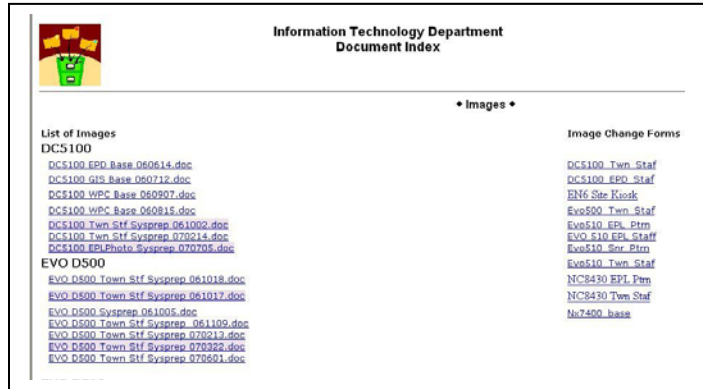 Information Technology Department
Document Index
◆ Images ◆
List of Images
DC5100
DC5100 EPD Base 060614.doc
DC5100 GIS Base 060712.doc
DC5100 WPC Base 060907.doc
DC5100 WPC Base 060815.doc
DC5100 Twn Stf Sysprep 061002.doc
DC5100 Twn Stf Sysprep 070214.doc
DC5100 EPLPhoto Sysprep 070705.doc
EVO D500
EVO D500 Town Stf Sysprep 061018.doc
EVO D500 Town Stf Sysprep 061017.doc
EVO D500 Sysprep 061005.doc
EVO D500 Town Stf Sysprep 061109.doc
EVO D500 Town Stf Sysprep 070213.doc
EVO D500 Town Stf Sysprep 070322.doc
EVO D500 Town Stf Sysprep 070601.doc
Image Change Forms
DC5100 Twn Staf
DC5100 EPD Staf
EN6 Site Kiosk
Evo500 Twn Staf
Evo510 EPL Ptrn
EVO 510 EPL Staff
Evo510 Snr Ptrn
Evo510 Twn Staf
NC8430 EPL Ptrn
NC8430 Twn Staf
Nx7400 base